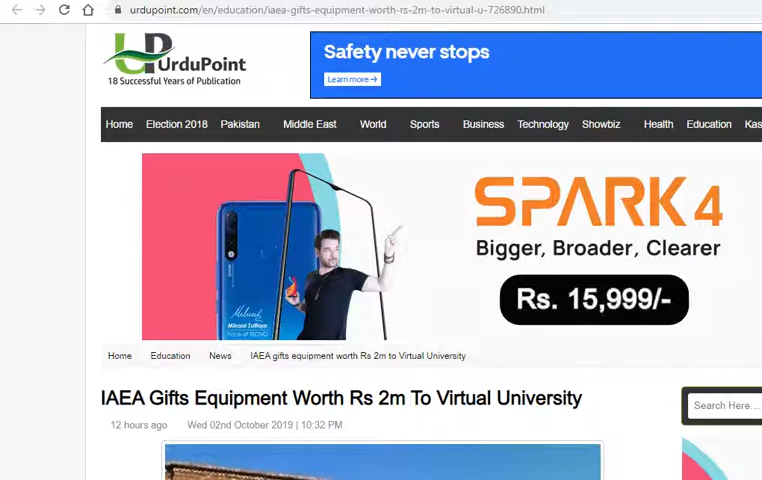 urdupoint.com/en/education/iaea-gifts-equipment-worth-rs-2m-to-virtual-u-726890.html
UrduPoint
18 Successful Years of Publication
Safety never stops
Learn more →
Home Election 2018 Pakistan Middle East World Sports Business Technology Showbiz Health Education Kas
SPARK 4
Bigger, Broader, Clearer
Rs. 15,999/-
Mikaal Zulfiqar
Face of TECNO
Home Education News IAEA gifts equipment worth Rs 2m to Virtual University
IAEA Gifts Equipment Worth Rs 2m To Virtual University
12 hours ago Wed 02nd October 2019 | 10:32 PM
Search Here....